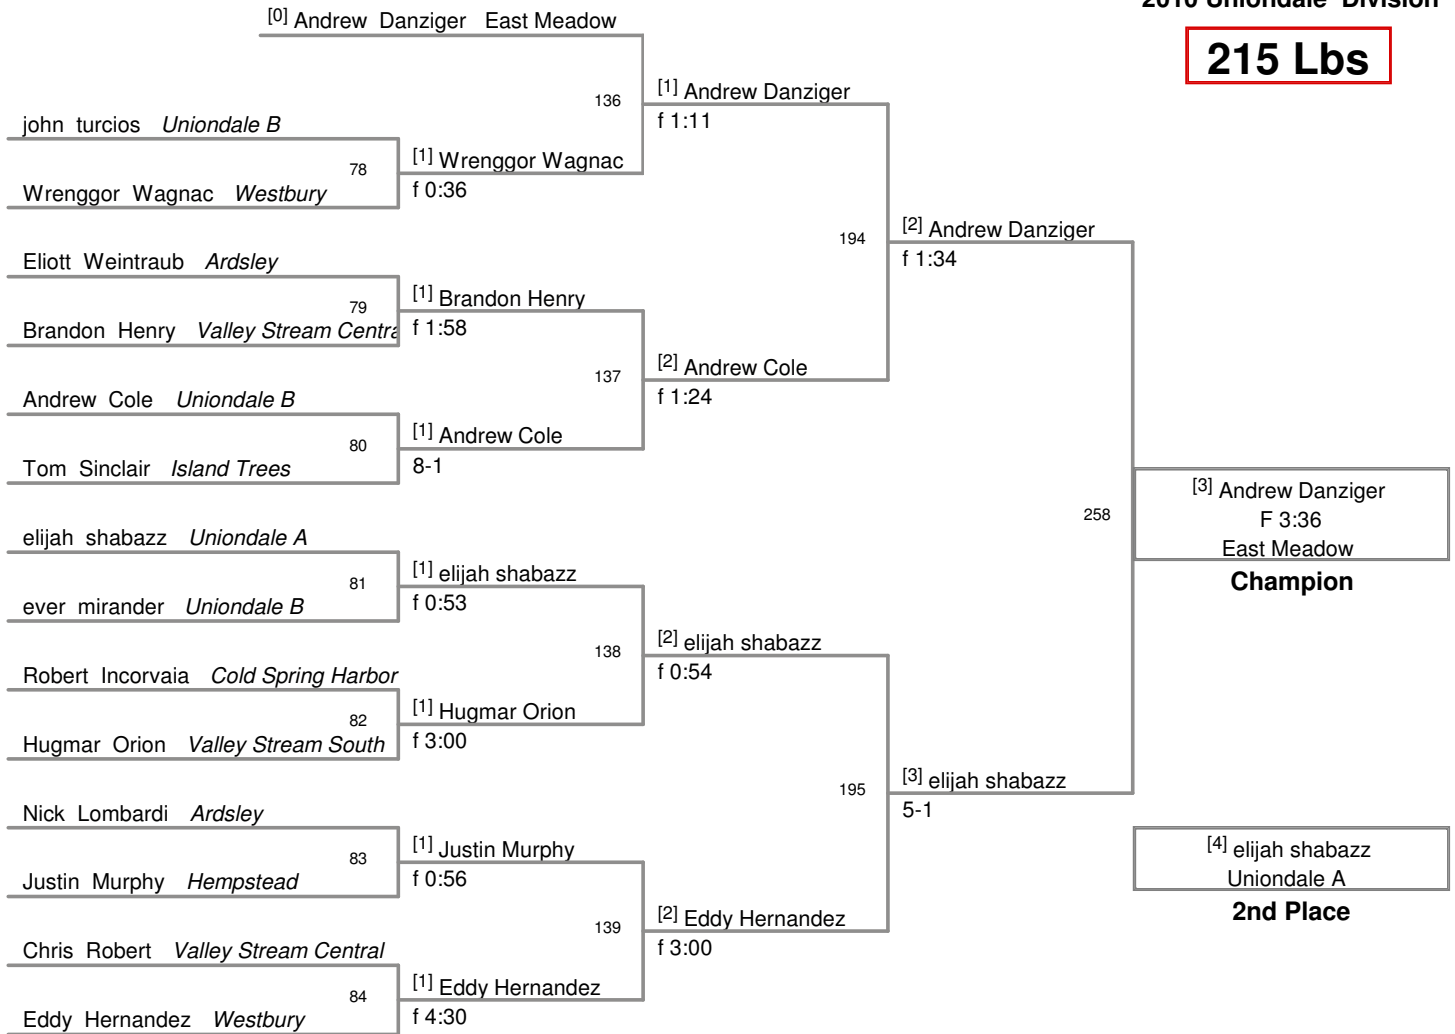 2010 Uniondale Division
215 Lbs
[0] Andrew Danziger East Meadow
136
[1] Andrew Danziger
f 1:11
john turcios Uniondale B
78
[1] Wrenggor Wagnac
f 0:36
Wrenggor Wagnac Westbury
194
[2] Andrew Danziger
f 1:34
Eliott Weintraub Ardsley
79
[1] Brandon Henry
f 1:58
Brandon Henry Valley Stream Centra
137
[2] Andrew Cole
f 1:24
Andrew Cole Uniondale B
80
[1] Andrew Cole
8-1
Tom Sinclair Island Trees
258
[3] Andrew Danziger
F 3:36
East Meadow
Champion
elijah shabazz Uniondale A
81
[1] elijah shabazz
f 0:53
ever mirander Uniondale B
138
[2] elijah shabazz
f 0:54
Robert Incorvaia Cold Spring Harbor
82
[1] Hugmar Orion
f 3:00
Hugmar Orion Valley Stream South
195
[3] elijah shabazz
5-1
Nick Lombardi Ardsley
83
[1] Justin Murphy
f 0:56
Justin Murphy Hempstead
139
[2] Eddy Hernandez
f 3:00
[4] elijah shabazz
Uniondale A
2nd Place
Chris Robert Valley Stream Central
84
[1] Eddy Hernandez
f 4:30
Eddy Hernandez Westbury